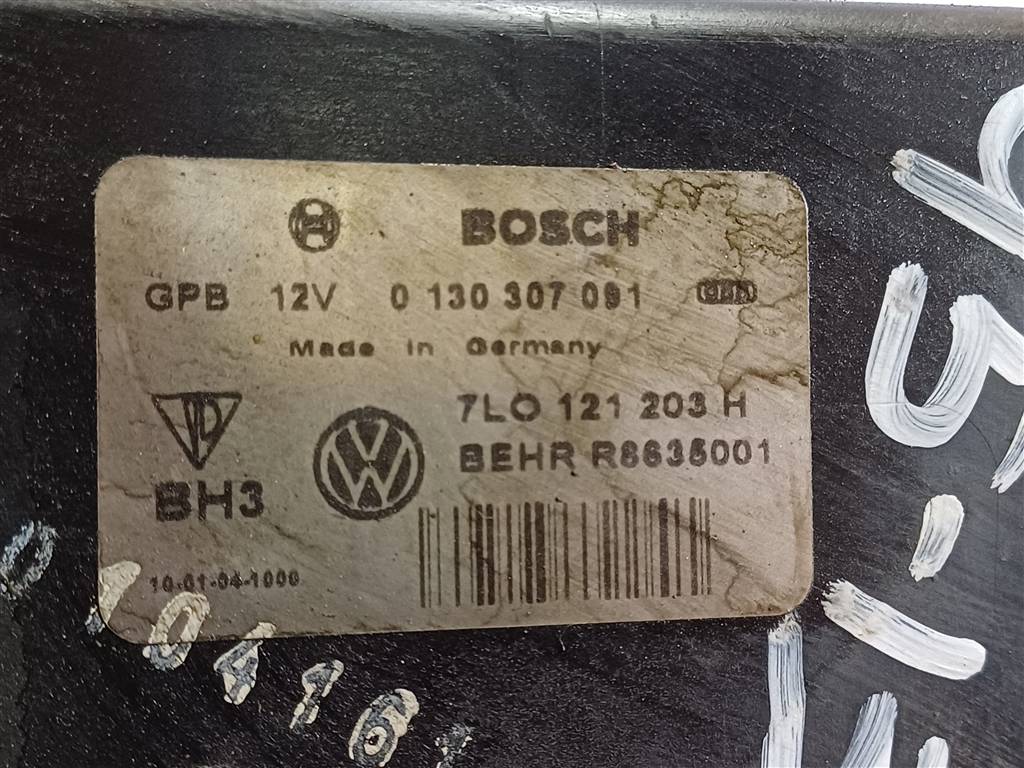 BOSCH
GPB 12V 0 130 307 091
Made in Germany
7L0 121 203 H
BEHR R8635001
BH3
10-01-04-1000